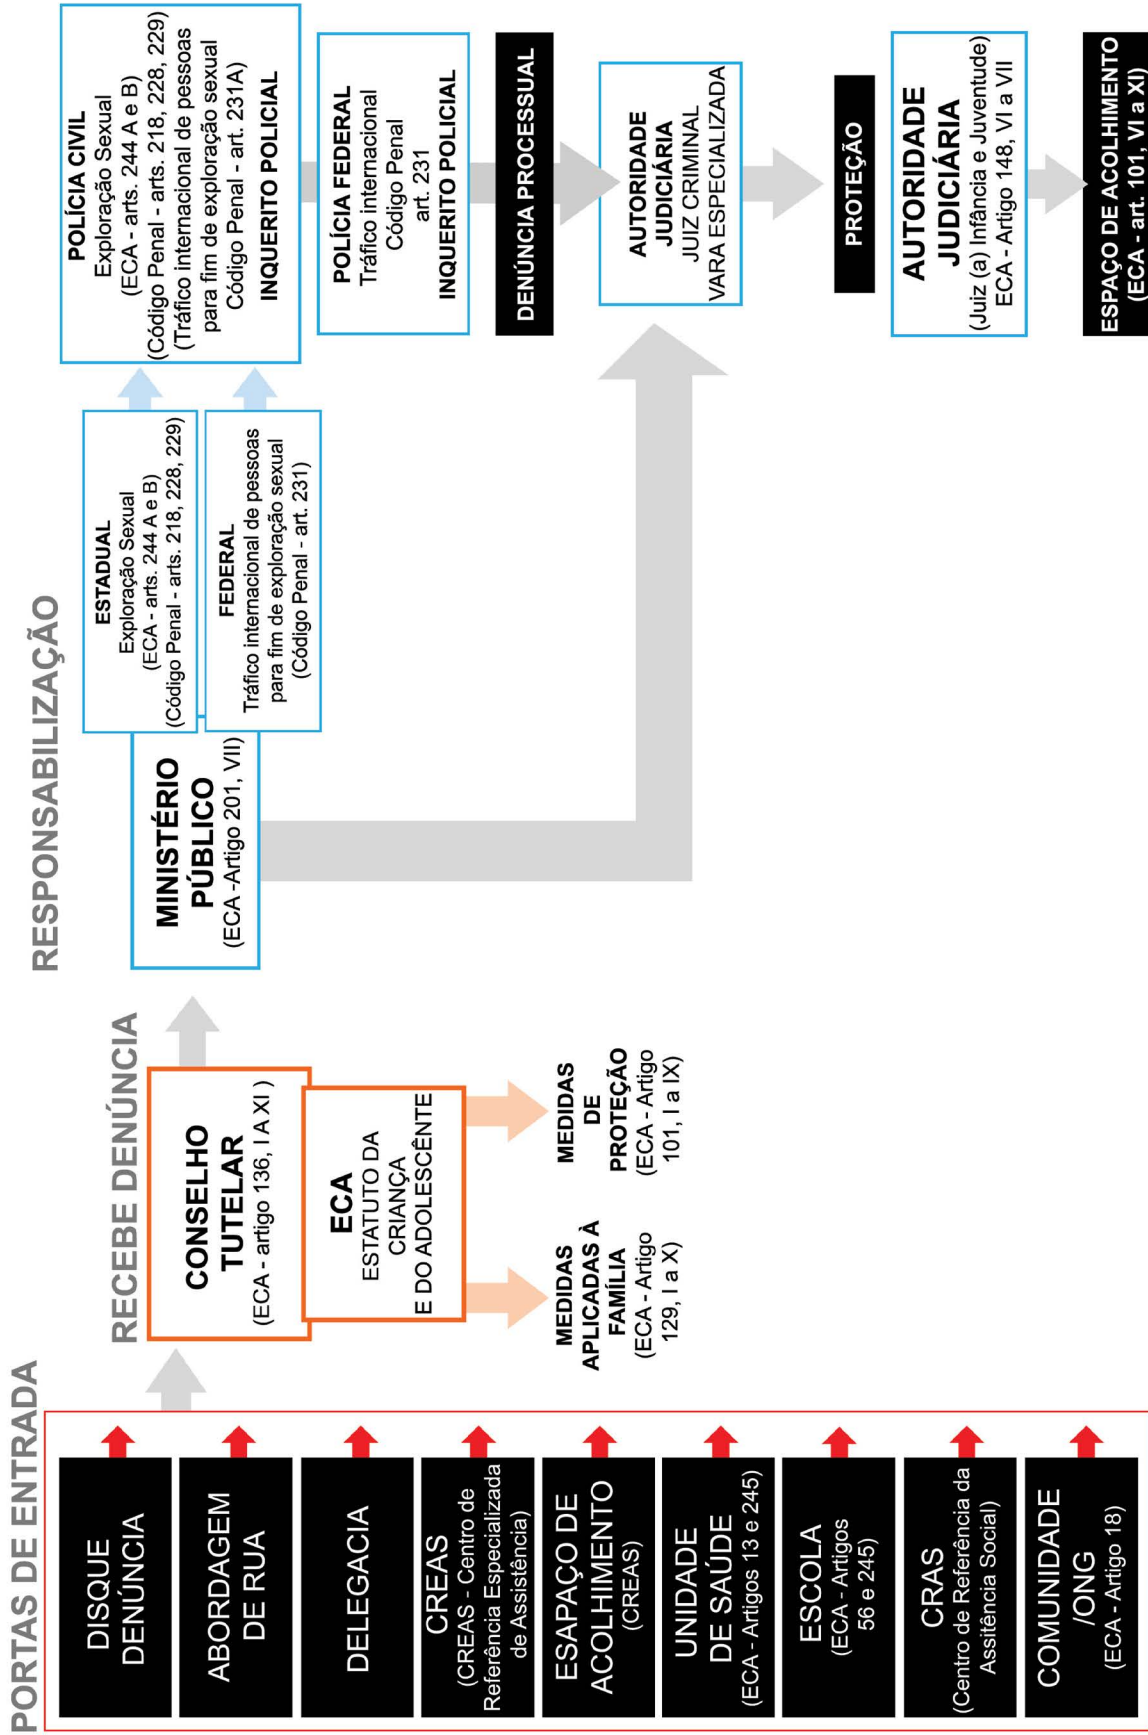 PORTAS DE ENTRADA
DISQUE
DENÚNCIA
ABORDAGEM
DE RUA
DELEGACIA
CREAS
(CREAS - Centro de
Referência Especializada
de Assistência)
ESAPAÇO DE
ACOLHIMENTO
(CREAS)
UNIDADE
DE SAÚDE
(ECA - Artigos 13 e 245)
ESCOLA
(ECA - Artigos
56 e 245)
CRAS
(Centro de Referência da
Assitência Social)
COMUNIDADE
/ONG
(ECA - Artigo 18)
RECEBE DENÚNCIA
CONSELHO
TUTELAR
(ECA - artigo 136, I A XI )
ECA
ESTATUTO DA
CRIANÇA
E DO ADOLESCÊNTE
MEDIDAS
APLICADAS À
FAMÍLIA
(ECA - Artigo
129, I a X)
MEDIDAS
DE
PROTEÇÃO
(ECA - Artigo
101, I a IX)
RESPONSABILIZAÇÃO
MINISTÉRIO
PÚBLICO
(ECA -Artigo 201, VII)
ESTADUAL
Exploração Sexual
(ECA - arts. 244 A e B)
(Código Penal - arts. 218, 228, 229)
FEDERAL
Tráfico internacional de pessoas
para fim de exploração sexual
(Código Penal - art. 231)
POLÍCIA CIVIL
Exploração Sexual
(ECA - arts. 244 A e B)
(Código Penal - arts. 218, 228, 229)
(Tráfico internacional de pessoas
para fim de exploração sexual
Código Penal - art. 231A)
INQUERITO POLICIAL
POLÍCIA FEDERAL
Tráfico internacional
Código Penal
art. 231
INQUERITO POLICIAL
DENÚNCIA PROCESSUAL
AUTORIDADE
JUDICIÁRIA
JUIZ CRIMINAL
VARA ESPECIALIZADA
PROTEÇÃO
AUTORIDADE
JUDICIÁRIA
(Juiz (a) Infância e Juventude)
ECA - Artigo 148, VI a VII
ESPAÇO DE ACOLHIMENTO
(ECA - art. 101, VI a XI)